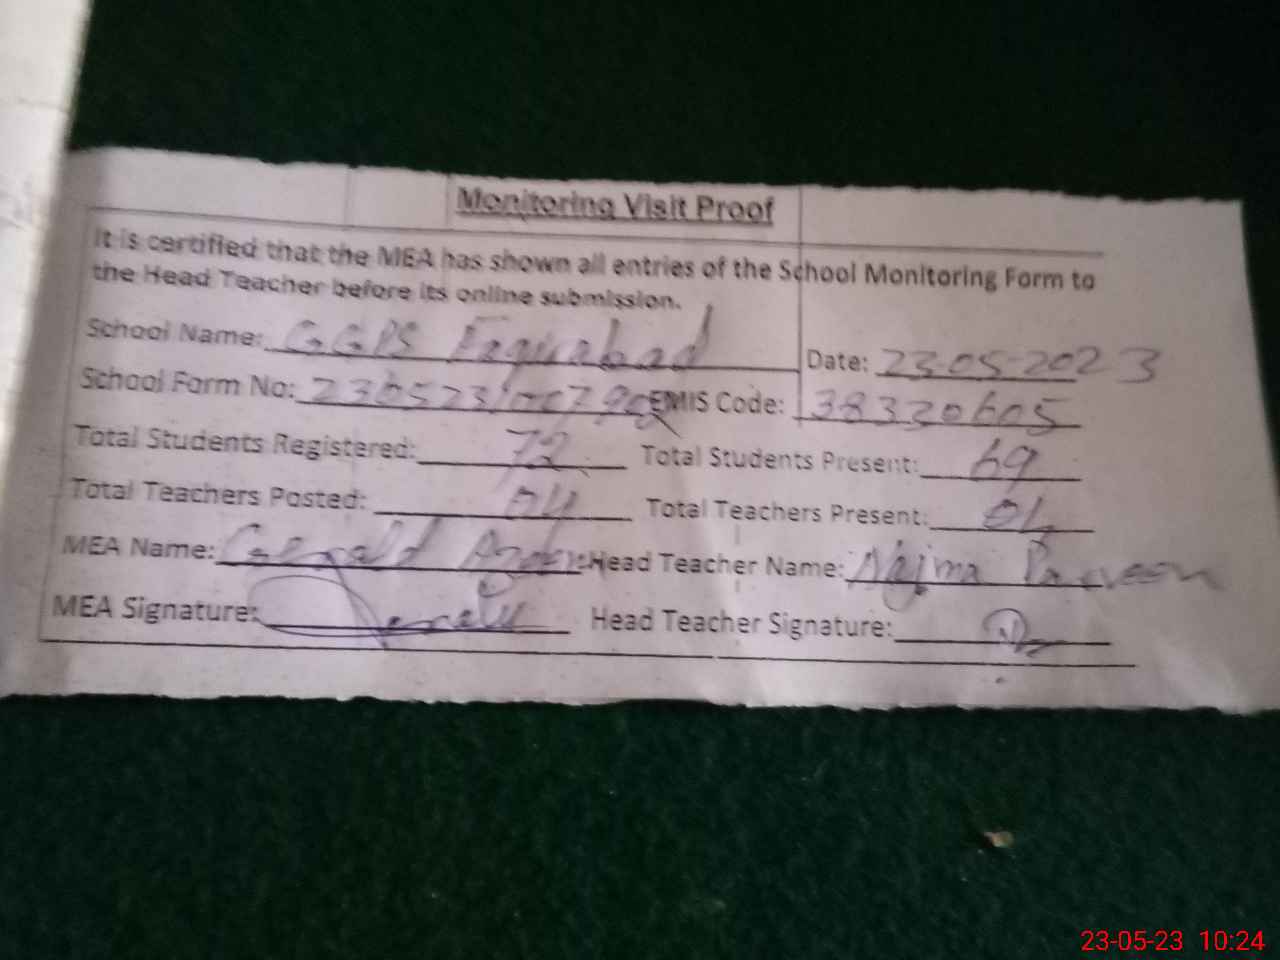 Monitoring Visit Proof
It is certified that the MEA has shown all entries of the School Monitoring Form to
the Head Teacher before its online submission.
School Name: GGPS Faqirabad Date: 23-05-2023
School Form No: EMIS Code: 38320605
Total Students Registered: 72 Total Students Present: 69
Total Teachers Posted: 04 Total Teachers Present: 04
MEA Name: Gerald Head Teacher Name: Najma Parveen
MEA Signature: Head Teacher Signature:
23-05-23 10:24